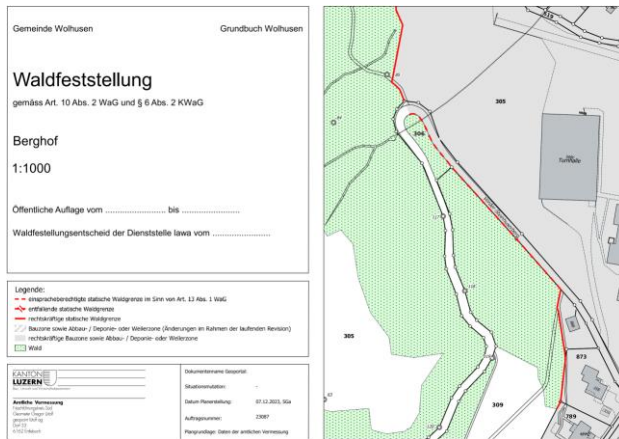 Gemeinde Wolhusen
Grundbuch Wolhusen
Waldfeststellung
gemäss Art. 10 Abs. 2 WaG und § 6 Abs. 2 KWaG
Berghof
1:1000
Öffentliche Auflage vom ........................... bis .........................
Waldfestellungsentscheid der Dienststelle lawa vom .........................
Legende:
einspracheberechtigte statische Waldgrenze im Sinn von Art. 13 Abs. 1 WaG
entfallende statische Waldgrenze
rechtskräftige statische Waldgrenze
Bauzone sowie Abbau- / Deponie- oder Weilerzone (Änderungen im Rahmen der laufenden Revision)
rechtskräftige Bauzone sowie Abbau- / Deponie- oder Weilerzone
Wald
KANTON
LUZERN
Amtliche Vermessung
Dokumentenname Geoportal:
Situationsmutation: -
Datum Planerstellung: 07.12.2023, SGa
Auftragsnummer: 23087
Plangrundlage: Daten der amtlichen Vermessung
819
305
306
Turnhalle
305
309
873
789